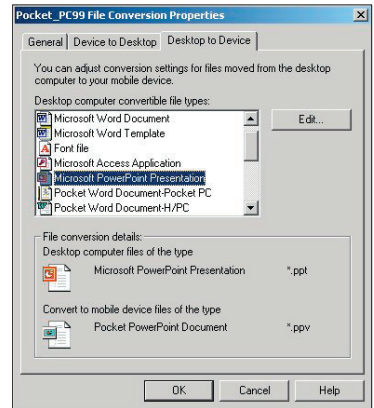 Pocket_PC99 File Conversion Properties
General Device to Desktop Desktop to Device
You can adjust conversion settings for files moved from the desktop
computer to your mobile device.
Desktop computer convertible file types:
Microsoft Word Document
Edit...
Microsoft Word Template
Font file
Microsoft Access Application
Microsoft PowerPoint Presentation
Pocket Word Document-Pocket PC
Pocket Word Document-H/PC
File conversion details:
Desktop computer files of the type
Microsoft PowerPoint Presentation *.ppt
Convert to mobile device files of the type
Pocket PowerPoint Document *.ppv
OK Cancel Help